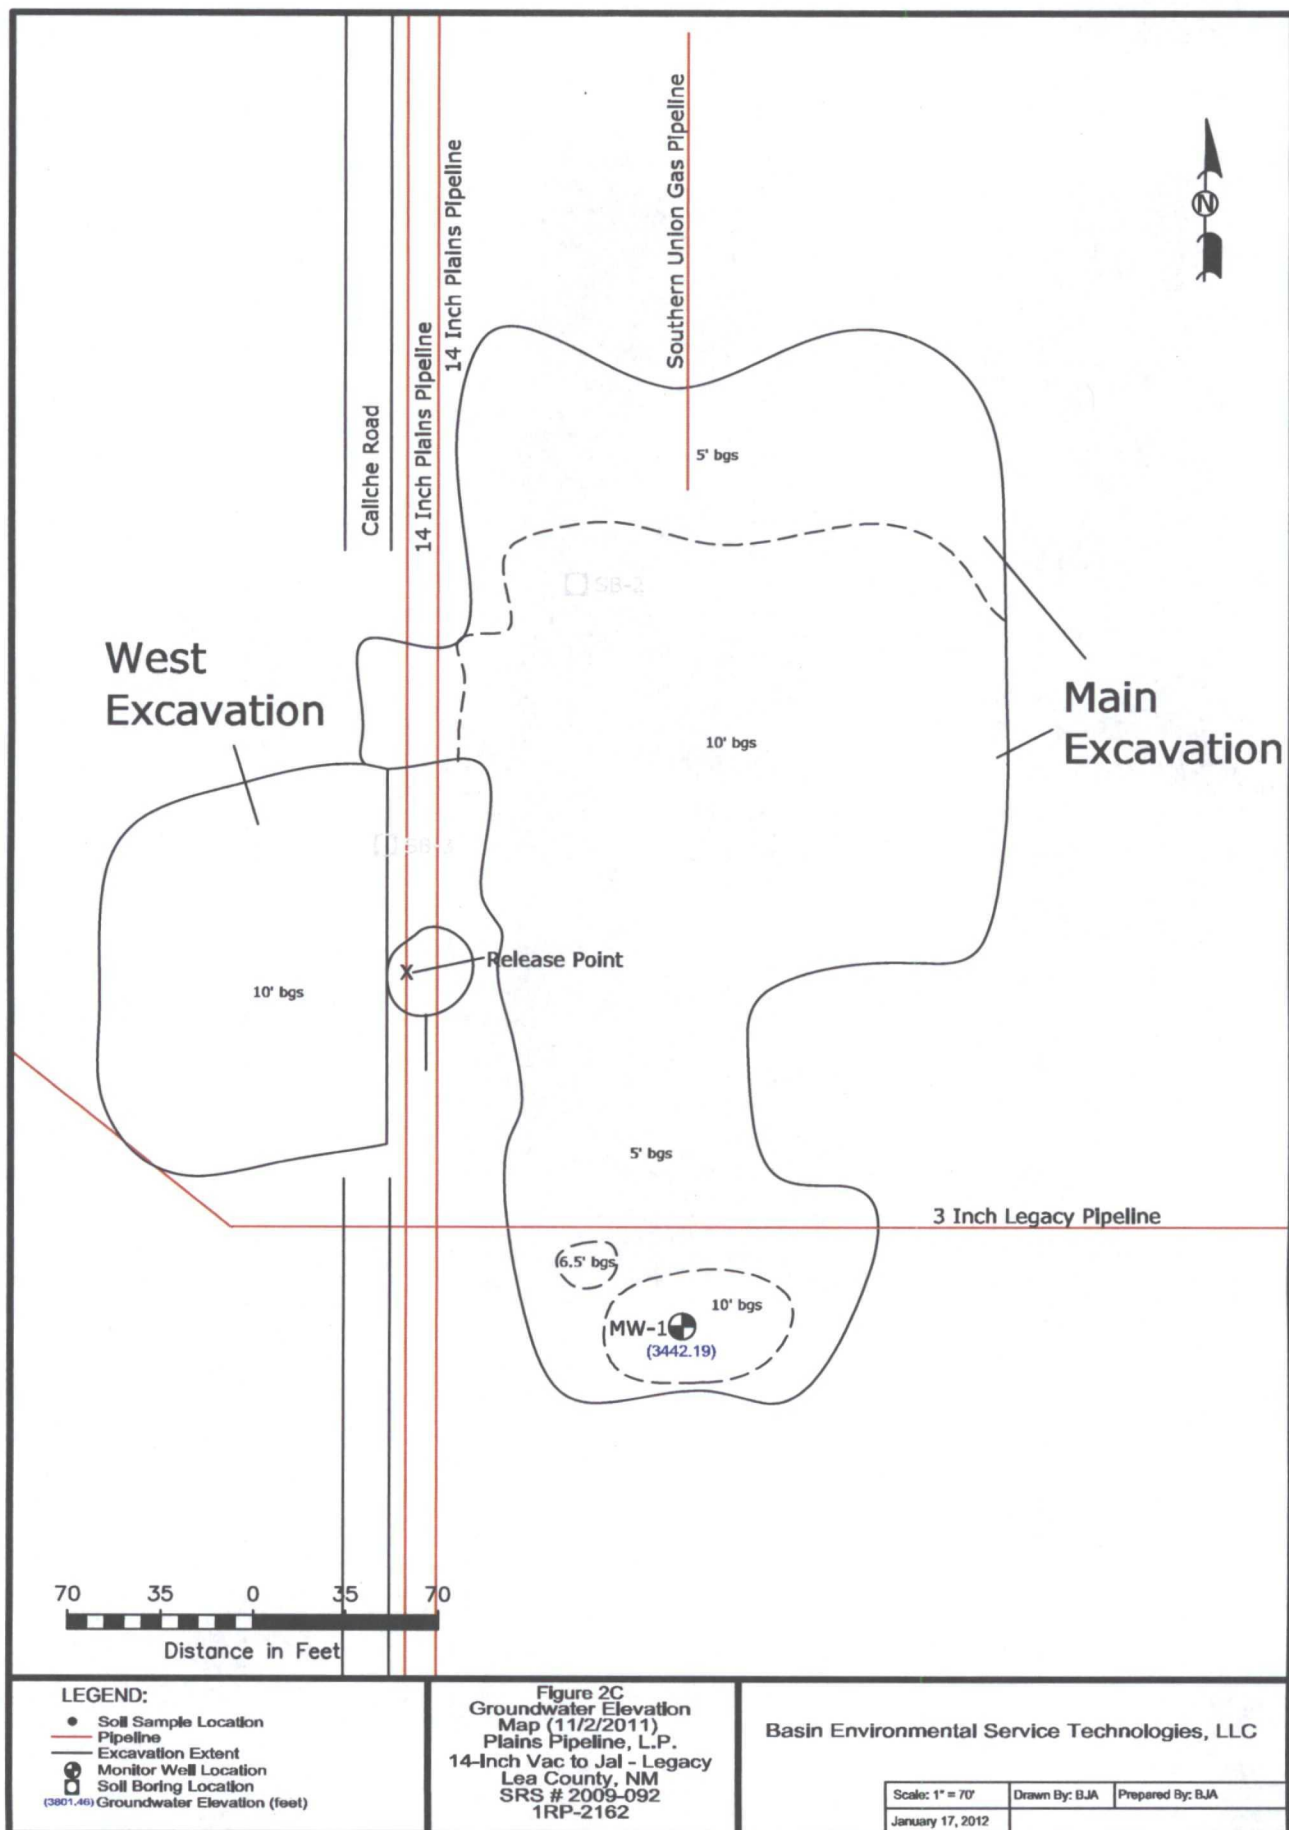 Southern Union Gas Pipeline
14 Inch Plains Pipeline
14 Inch Plains Pipeline
Caliche Road
N
5' bgs
SB-2
West
Excavation
Main
Excavation
10' bgs
Release Point
X
10' bgs
5' bgs
3 Inch Legacy Pipeline
6.5' bgs
10' bgs
MW-1
(3442.19)
70 35 0 35 70
Distance in Feet
LEGEND:
Soil Sample Location
Pipeline
Excavation Extent
Monitor Well Location
Soil Boring Location
(3801.46) Groundwater Elevation (feet)
Figure 2C
Groundwater Elevation
Map (11/2/2011)
Plains Pipeline, L.P.
14-Inch Vac to Jal - Legacy
Lea County, NM
SRS # 2009-092
1RP-2162
Basin Environmental Service Technologies, LLC
Scale: 1" = 70' Drawn By: BJA Prepared By: BJA
January 17, 2012